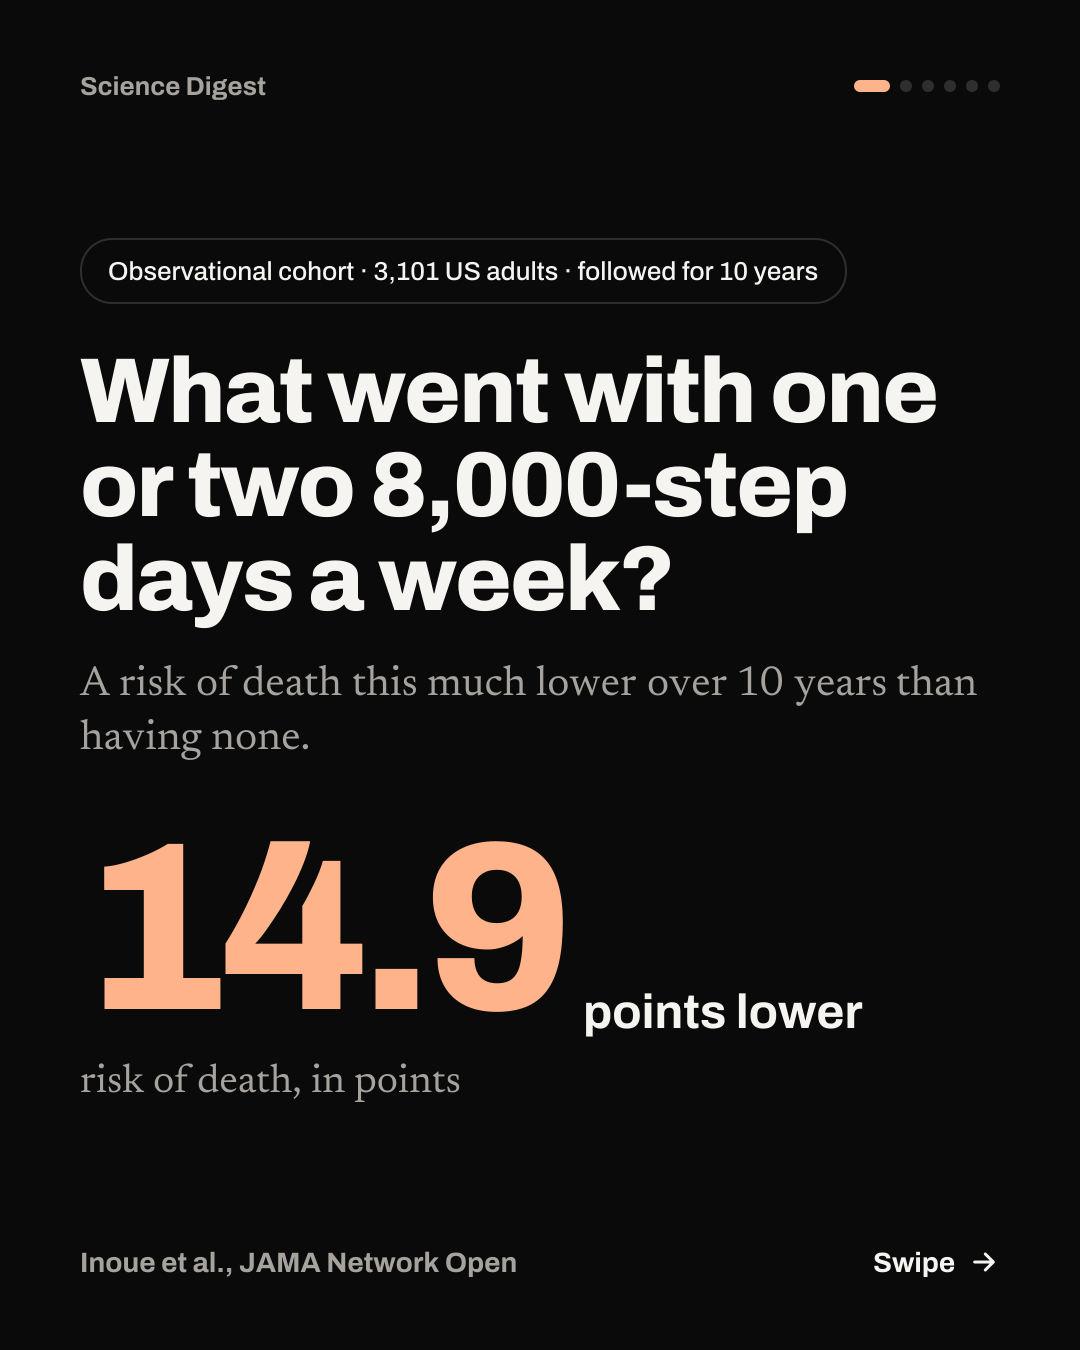 Science Digest
Observational cohort · 3,101 US adults · followed for 10 years
What went with one
or two 8,000-step
days a week?
A risk of death this much lower over 10 years than
having none.
14.9 points lower
risk of death, in points
Inoue et al., JAMA Network Open
Swipe →